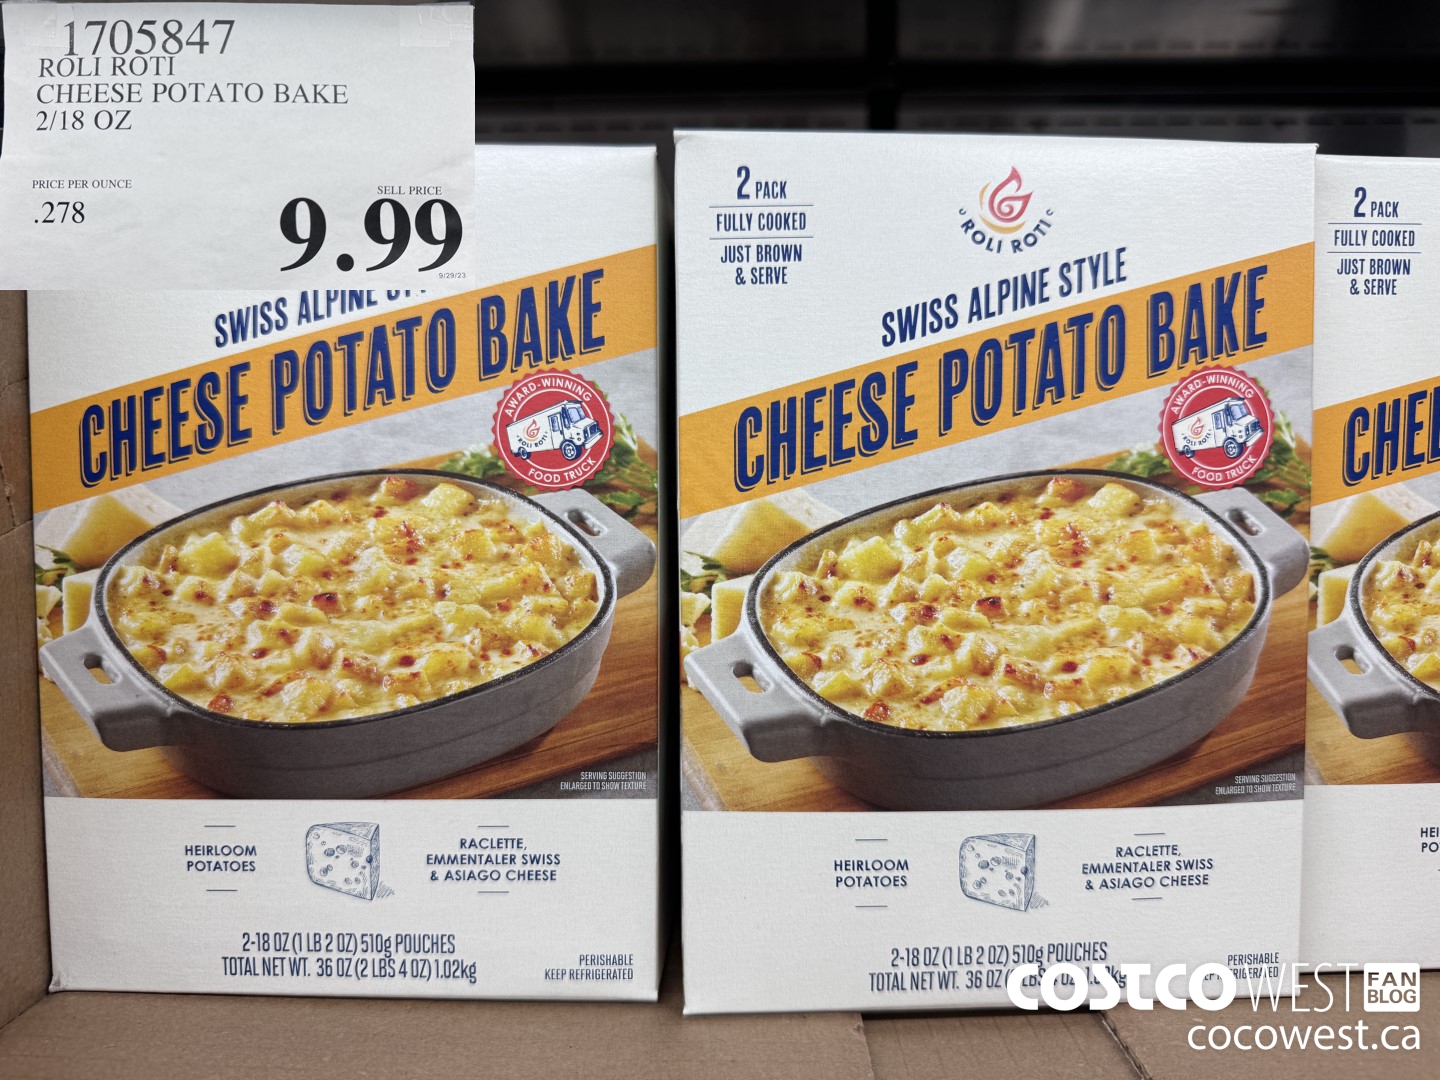 1705847
ROLI ROTI
CHEESE POTATO BAKE
2/18 OZ
PRICE PER OUNCE
.278
SELL PRICE
9.99
9/29/23
SWISS ALPINE
CHEESE POTATO BAKE
AWARD-WINNING
ROLI ROTI
FOOD TRUCK
SERVING SUGGESTION
ENLARGED TO SHOW TEXTURE
HEIRLOOM
POTATOES
RACLETTE,
EMMENTALER SWISS
& ASIAGO CHEESE
2-18 OZ (1 LB 2 OZ) 510g POUCHES
TOTAL NET WT. 36 OZ (2 LBS 4 OZ) 1.02kg
PERISHABLE
KEEP REFRIGERATED
2 PACK
FULLY COOKED
JUST BROWN
& SERVE
ROLI ROTI
SWISS ALPINE STYLE
CHEESE POTATO BAKE
AWARD-WINNING
ROLI ROTI
FOOD TRUCK
SERVING SUGGESTION
ENLARGED TO SHOW TEXTURE
HEIRLOOM
POTATOES
RACLETTE,
EMMENTALER SWISS
& ASIAGO CHEESE
2-18 OZ (1 LB 2 OZ) 510g POUCHES
TOTAL NET WT. 36 OZ
PERISHABLE
2 PACK
FULLY COOKED
JUST BROWN
& SERVE
COSTCO WEST FAN BLOG
cocowest.ca